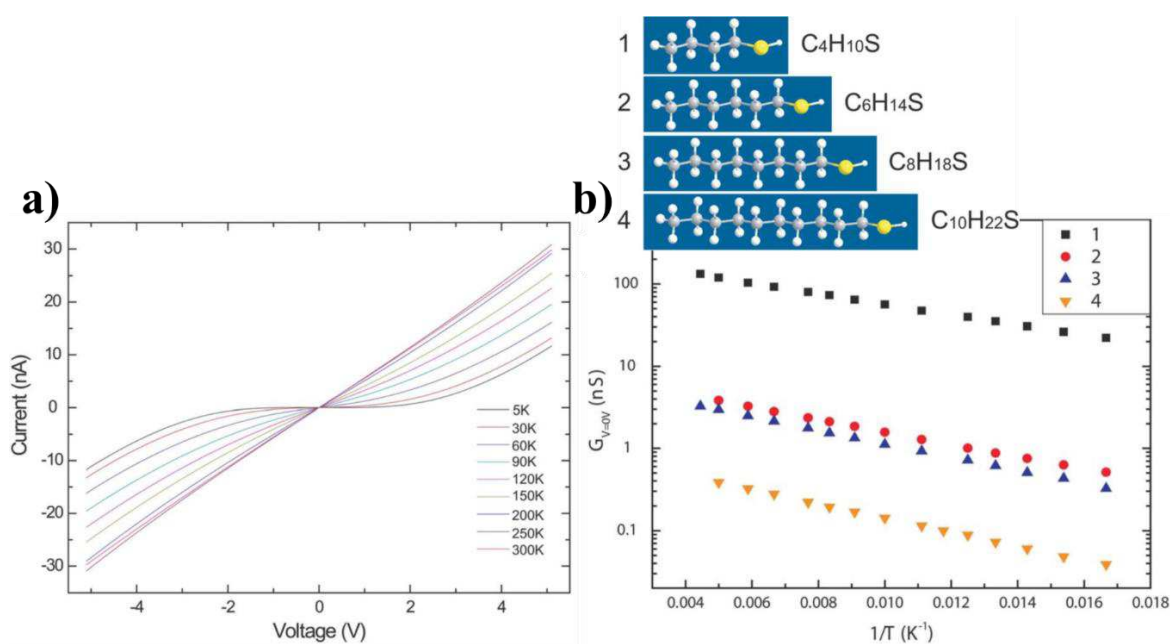 a)
30
20
10
0
-10
-20
-30
Current (nA)
-4
-2
0
2
4
Voltage (V)
5K
30K
60K
90K
120K
150K
200K
250K
300K
b)
1
C4H10S
2
C6H14S
3
C8H18S
4
C10H22S
1
2
3
4
100
10
1
0.1
G V=0V (nS)
0.004
0.006
0.008
0.010
0.012
0.014
0.016
0.018
1/T (K⁻¹)